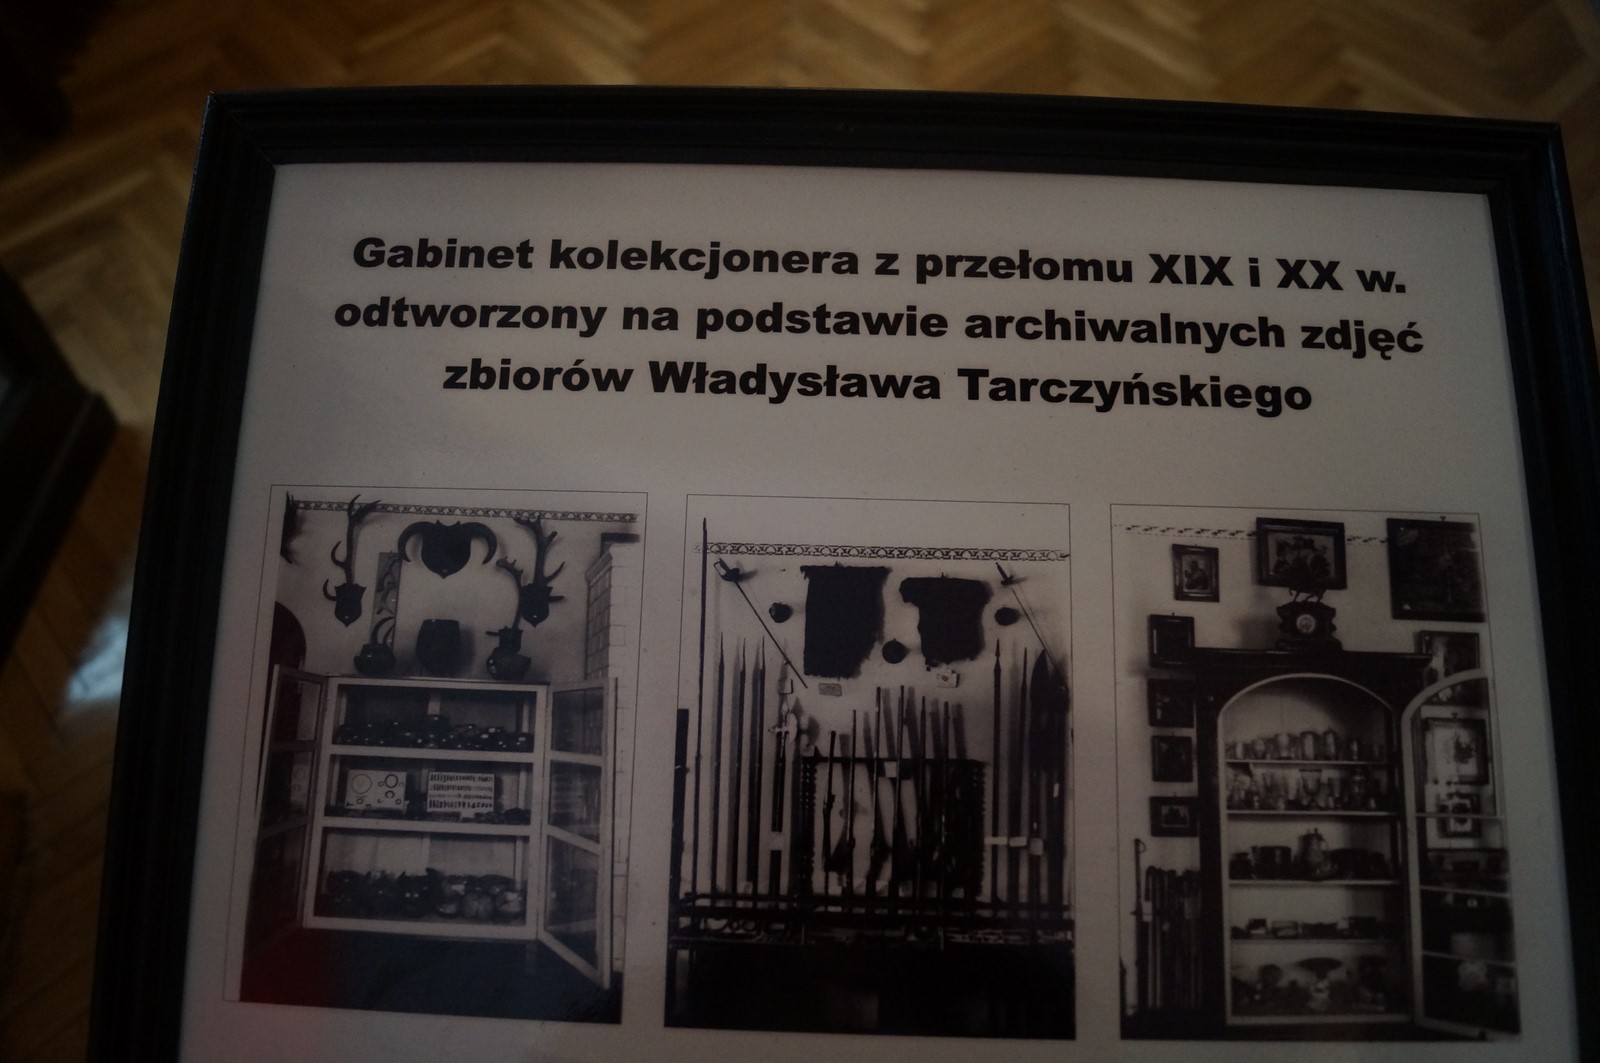 Gabinet kolekcjonera z przełomu XIX i XX w.
odtworzony na podstawie archiwalnych zdjęć
zbiorów Władysława Tarczyńskiego